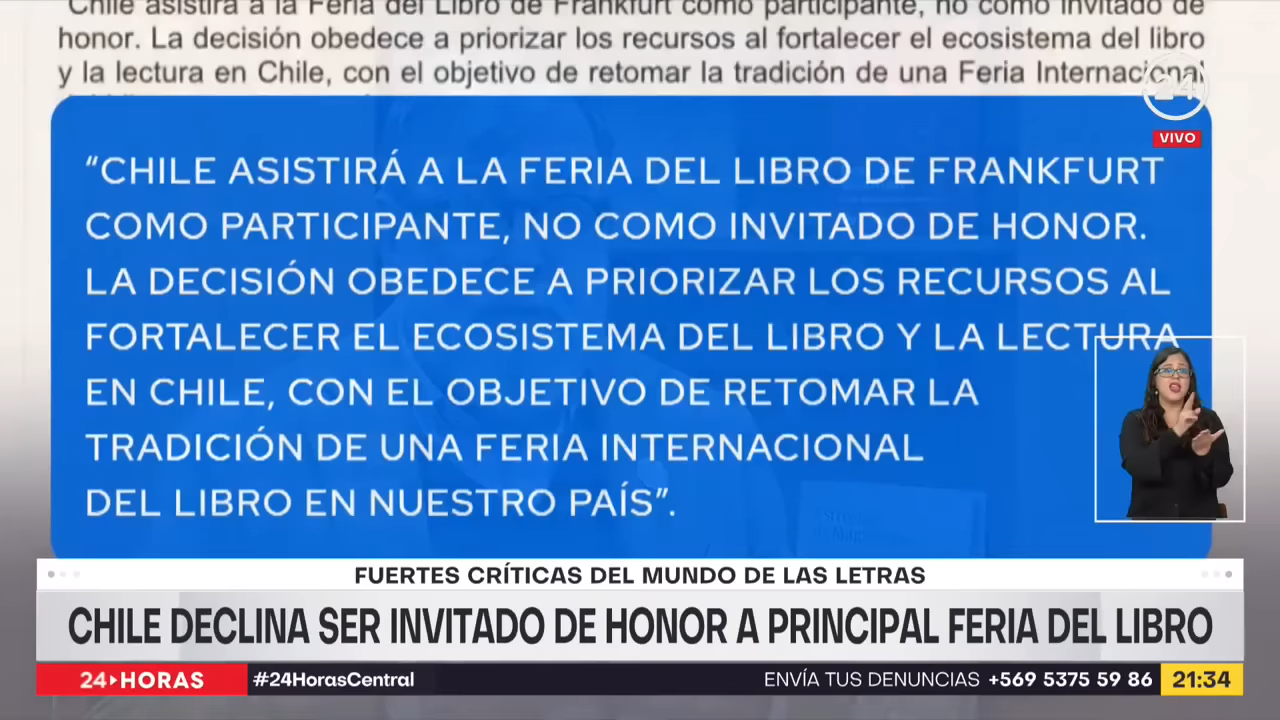 Chile asistirá a la Feria del Libro de Frankfurt como participante, no como invitado de
honor. La decisión obedece a priorizar los recursos al fortalecer el ecosistema del libro
y la lectura en Chile, con el objetivo de retomar la tradición de una Feria Internacional
24
VIVO
“CHILE ASISTIRÁ A LA FERIA DEL LIBRO DE FRANKFURT
COMO PARTICIPANTE, NO COMO INVITADO DE HONOR.
LA DECISIÓN OBEDECE A PRIORIZAR LOS RECURSOS AL
FORTALECER EL ECOSISTEMA DEL LIBRO Y LA LECTURA
EN CHILE, CON EL OBJETIVO DE RETOMAR LA
TRADICIÓN DE UNA FERIA INTERNACIONAL
DEL LIBRO EN NUESTRO PAÍS”.
FUERTES CRÍTICAS DEL MUNDO DE LAS LETRAS
CHILE DECLINA SER INVITADO DE HONOR A PRINCIPAL FERIA DEL LIBRO
24 HORAS
#24HorasCentral
ENVÍA TUS DENUNCIAS +569 5375 59 86
21:34